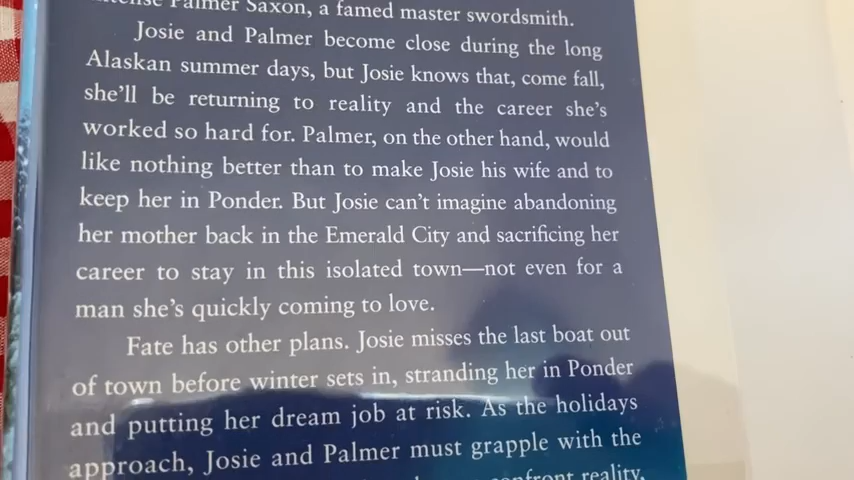 Palmer Saxon, a famed master swordsmith.
Josie and Palmer become close during the long
Alaskan summer days, but Josie knows that, come fall,
she'll be returning to reality and the career she's
worked so hard for. Palmer, on the other hand, would
like nothing better than to make Josie his wife and to
keep her in Ponder. But Josie can't imagine abandoning
her mother back in the Emerald City and sacrificing her
career to stay in this isolated town—not even for a
man she's quickly coming to love.
Fate has other plans. Josie misses the last boat out
of town before winter sets in, stranding her in Ponder
and putting her dream job at risk. As the holidays
approach, Josie and Palmer must grapple with the
confront reality,